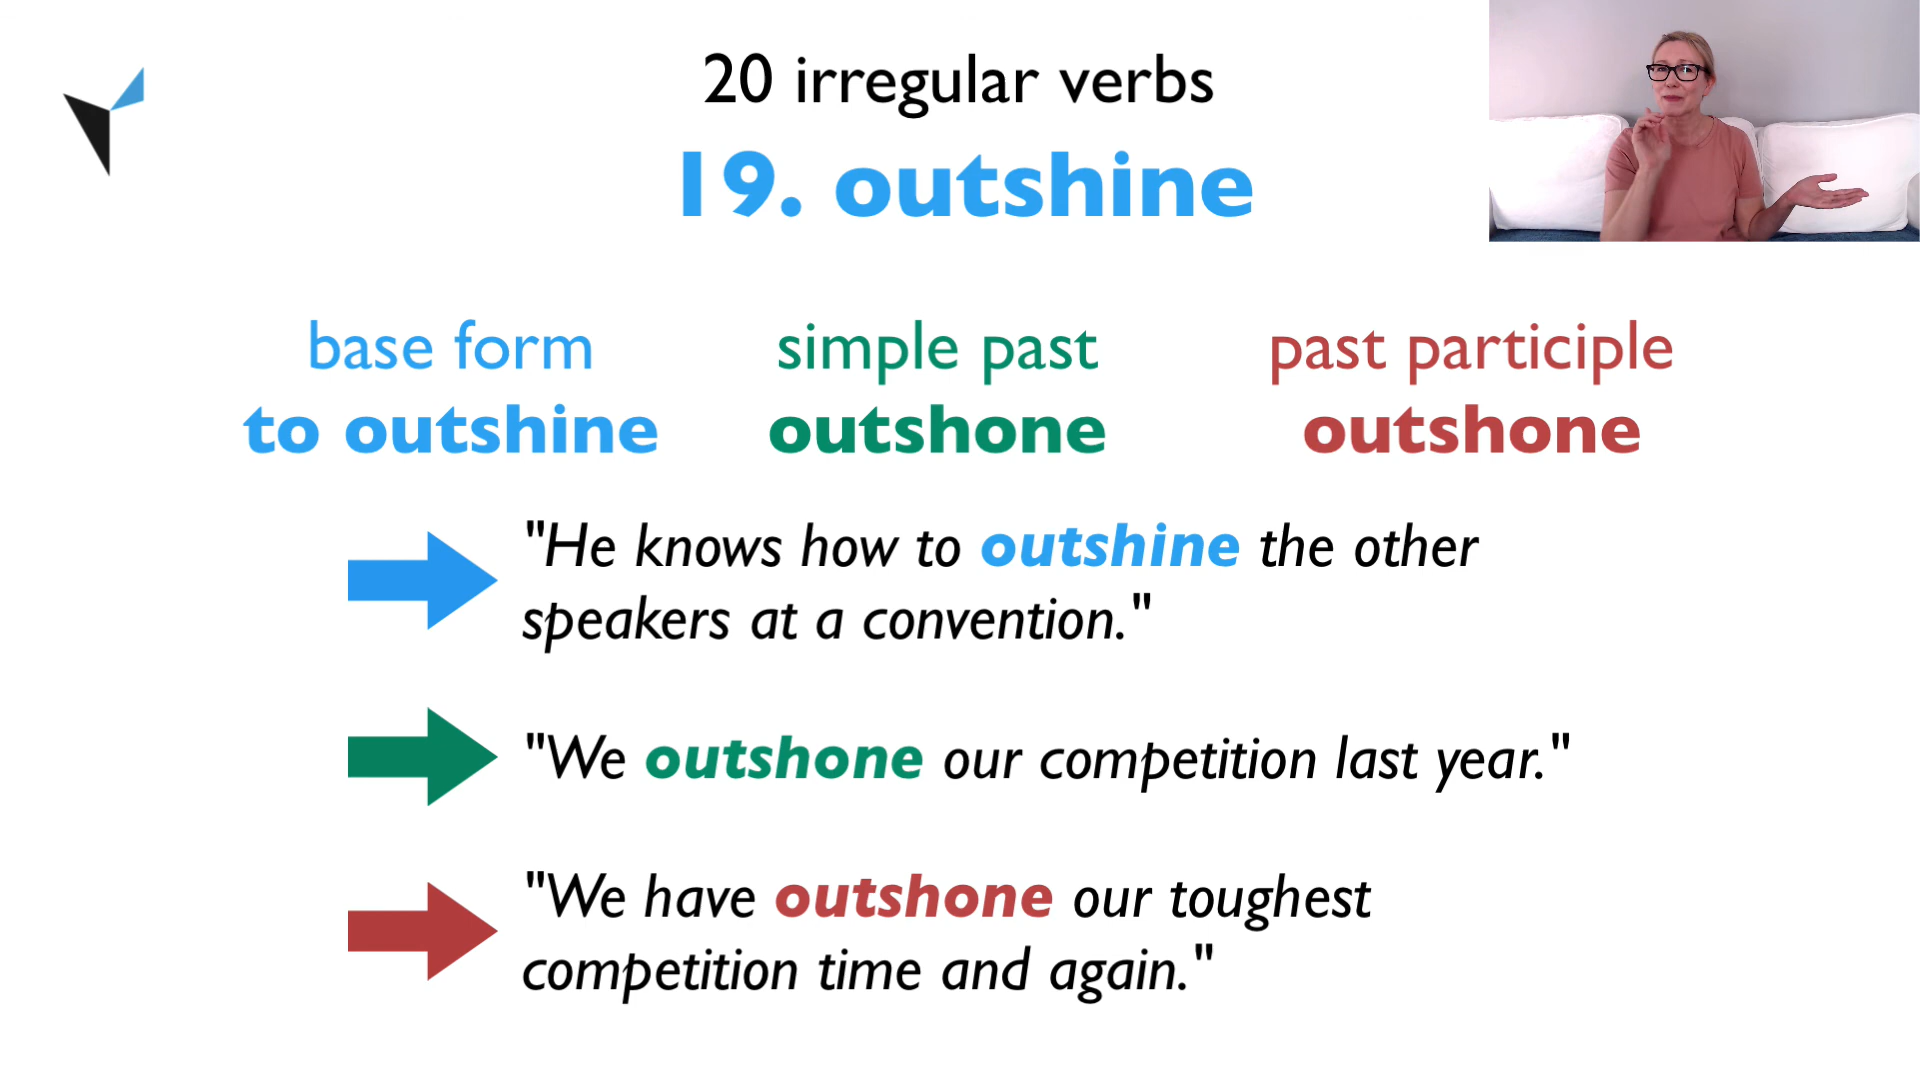 20 irregular verbs
19. outshine
base form
simple past
past participle
to outshine
outshone
outshone
"He knows how to outshine the other
speakers at a convention."
"We outshone our competition last year."
"We have outshone our toughest
competition time and again."